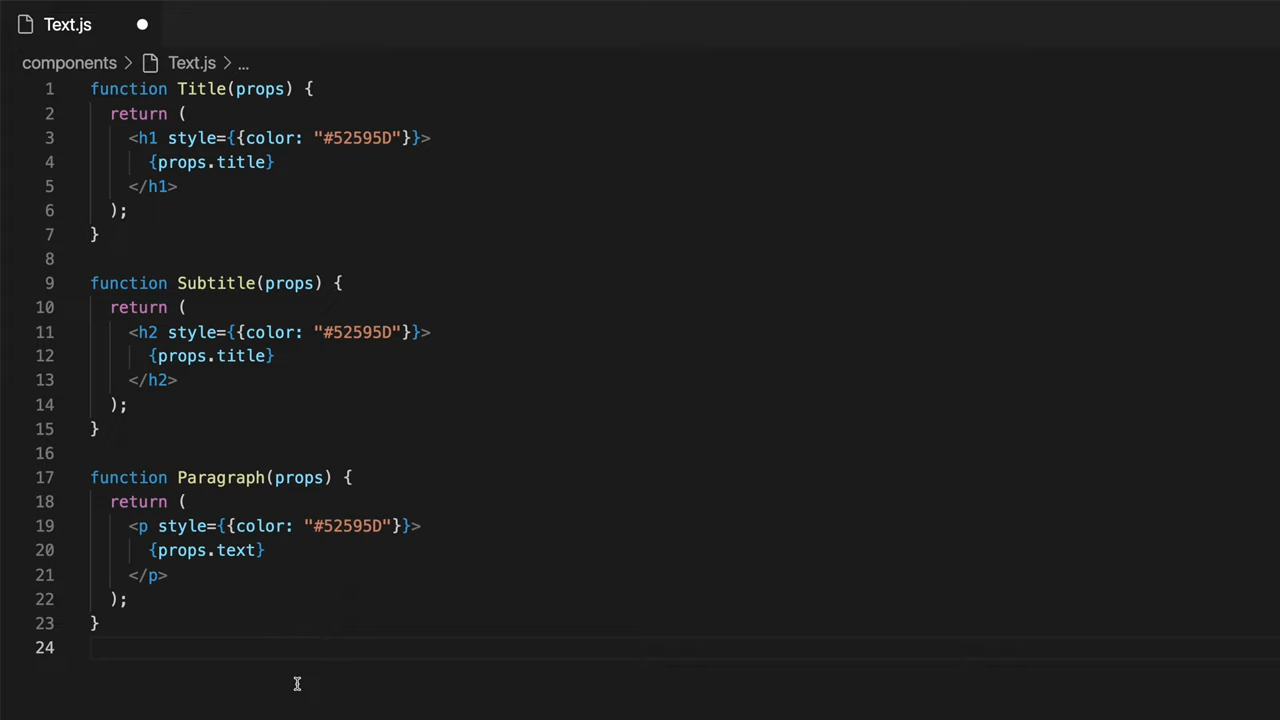 Text.js
components > Text.js > ...
1 function Title(props) {
2   return (
3     <h1 style={{color: "#52595D"}}>
4       {props.title}
5     </h1>
6   );
7 }
8
9 function Subtitle(props) {
10   return (
11     <h2 style={{color: "#52595D"}}>
12       {props.title}
13     </h2>
14   );
15 }
16
17 function Paragraph(props) {
18   return (
19     <p style={{color: "#52595D"}}>
20       {props.text}
21     </p>
22   );
23 }
24